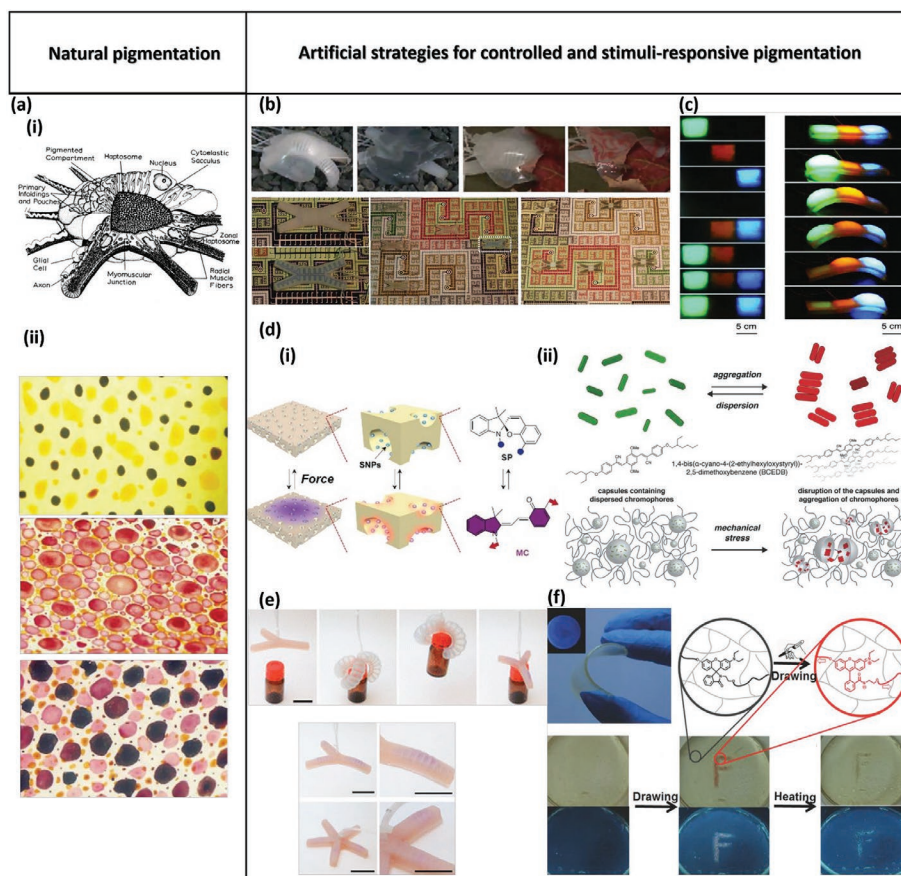 Natural pigmentation
Artificial strategies for controlled and stimuli-responsive pigmentation
(a)
(i)
Pigmented
Compartment
Haptosome
Nucleus
Cytoelastic
Sacculus
Primary
Infoldings
and Pouches
Zonal
Haptosome
Glial
Cell
Axon
Myomuscular
Junction
Radial
Muscle
Fibers
(ii)
(b)
(c)
5 cm
5 cm
(d)
(i)
SNPs
Force
SP
MC
(ii)
aggregation
dispersion
1,4-bis(α-cyano-4-(2-ethylhexyloxystyryl))-
2,5-dimethoxybenzene (BCEDB)
capsules containing
dispersed chromophores
disruption of the capsules and
aggregation of chromophores
mechanical
stress
(e)
(f)
Drawing
Drawing
Heating